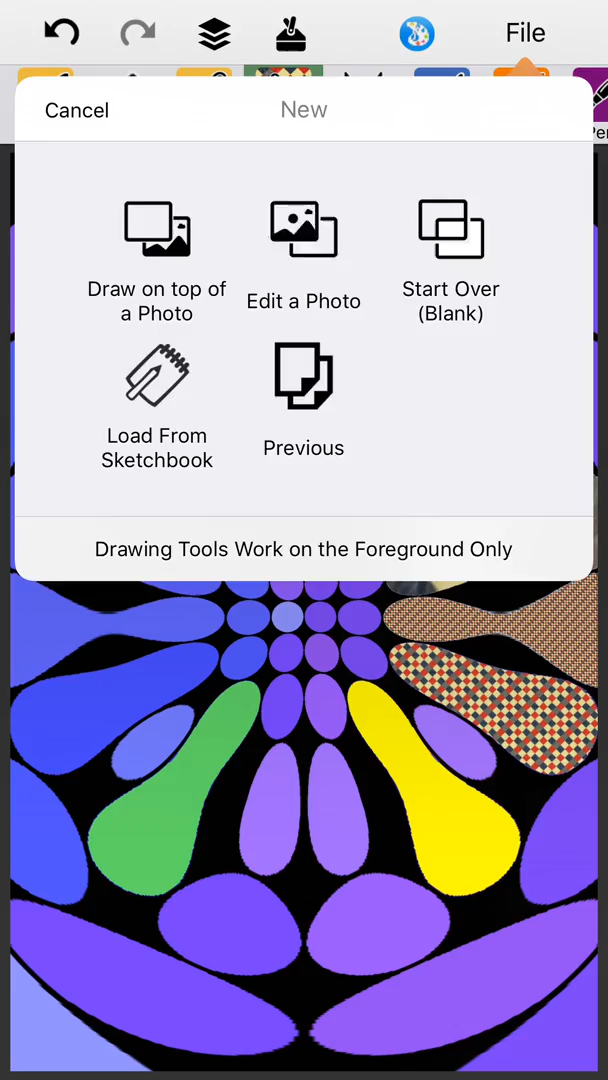 File
Cancel
New
Draw on top of
a Photo
Edit a Photo
Start Over
(Blank)
Load From
Sketchbook
Previous
Drawing Tools Work on the Foreground Only